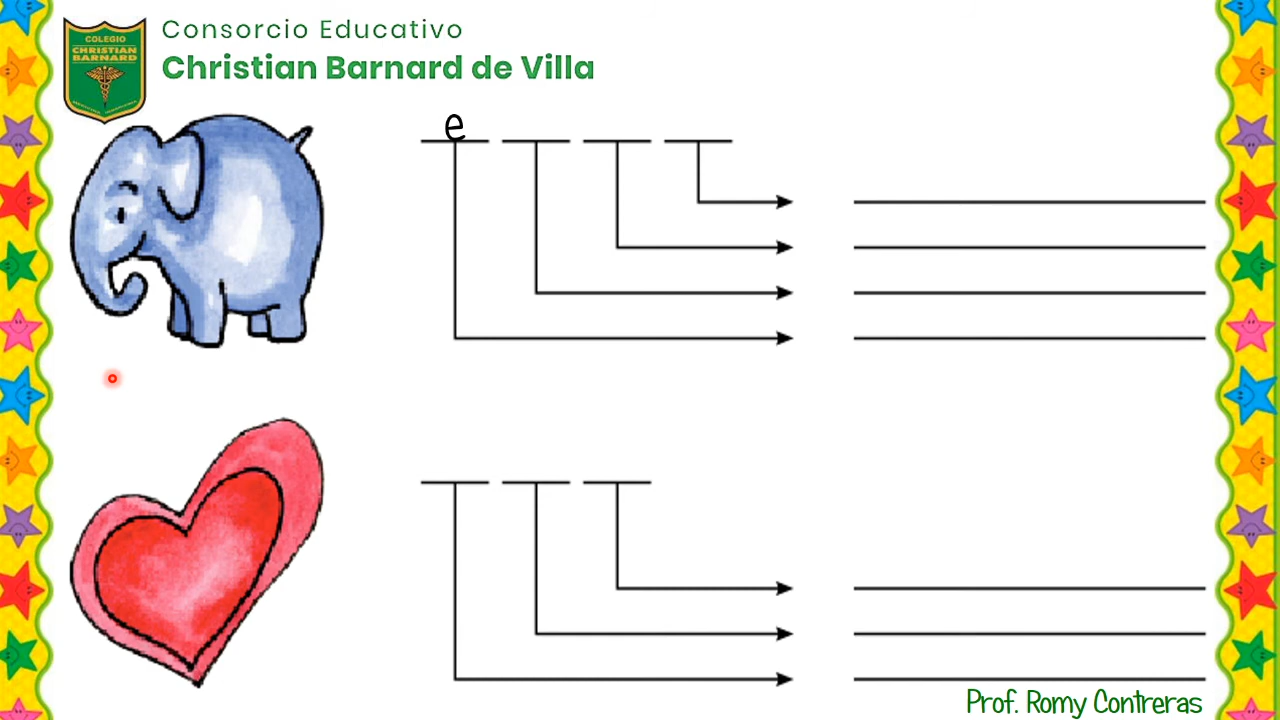 COLEGIO
CHRISTIAN
BARNARD
Consorcio Educativo
Christian Barnard de Villa
e
Prof. Romy Contreras